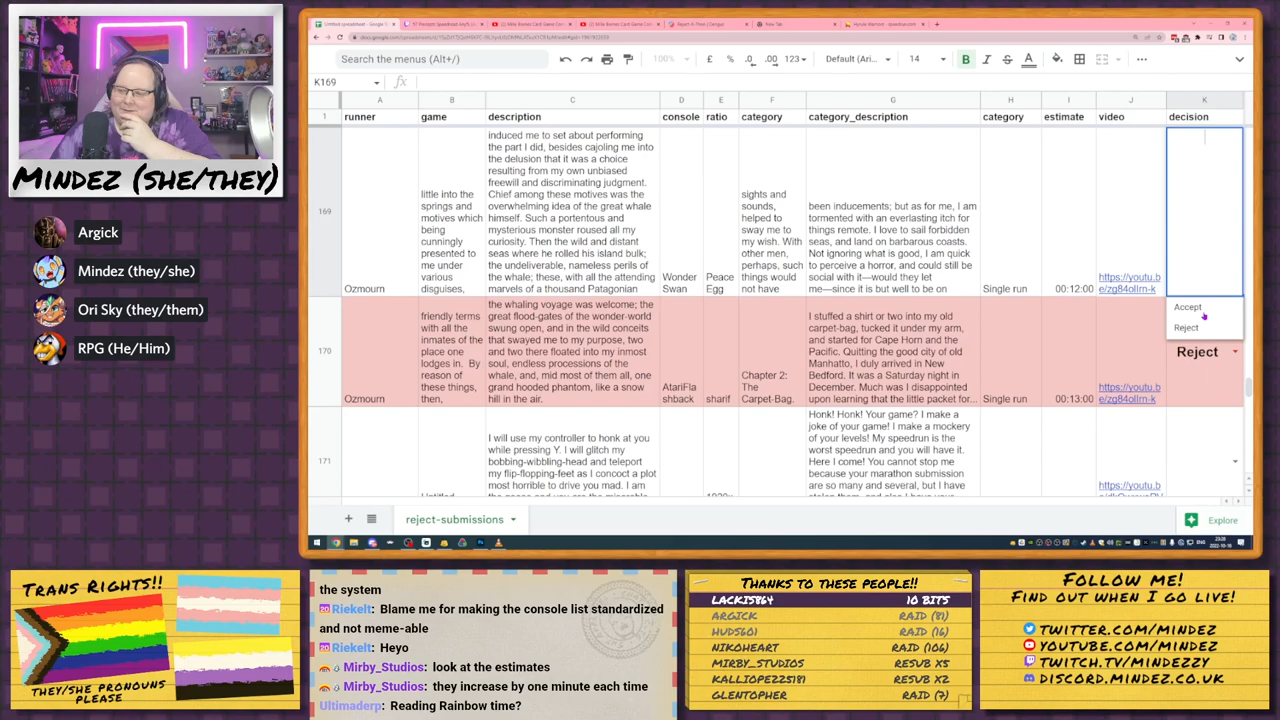 MINDEZ (SHE/THEY)
Argick
Mindez (they/she)
Ori Sky (they/them)
RPG (He/Him)
Untitled spreadsheet - Google S
Search the menus (Alt+/)
100%
£
%
.0
.00
123
Default (Ari...
14
B
I
S
A
K169
fx
A
B
C
D
E
F
G
H
I
J
K
1
runner
game
description
console
ratio
category
category_description
category
estimate
video
decision
169
Ozmourn
little into the
springs and
motives which
being
cunningly
presented to
me under
various
disguises,
induced me to set about performing
the part I did, besides cajoling me into
the delusion that it was a choice
resulting from my own unbiased
freewill and discriminating judgment.
Chief among these motives was the
overwhelming idea of the great whale
himself. Such a portentous and
mysterious monster roused all my
curiosity. Then the wild and distant
seas where he rolled his island bulk;
the undeliverable, nameless perils of
the whale; these, with all the attending
marvels of a thousand Patagonian
Wonder
Swan
Peace
Egg
sights and
sounds,
helped to
sway me to
my wish. With
other men,
perhaps, such
things would
not have
been inducements; but as for me, I am
tormented with an everlasting itch for
things remote. I love to sail forbidden
seas, and land on barbarous coasts.
Not ignoring what is good, I am quick
to perceive a horror, and could still be
social with it—would they let
me—since it is but well to be on
Single run
00:12:00
https://youtu.b
e/zg84ollrn-k
Accept
Reject
170
Ozmourn
friendly terms
with all the
inmates of the
place one
lodges in. By
reason of
these things,
then,
the whaling voyage was welcome; the
great flood-gates of the wonder-world
swung open, and in the wild conceits
that swayed me to my purpose, two
and two there floated into my inmost
soul, endless processions of the
whale, and, mid most of them all, one
grand hooded phantom, like a snow
hill in the air.
AtariFla
shback
sharif
Chapter 2:
The
Carpet-Bag.
I stuffed a shirt or two into my old
carpet-bag, tucked it under my arm,
and started for Cape Horn and the
Pacific. Quitting the good city of old
Manhatto, I duly arrived in New
Bedford. It was a Saturday night in
December. Much was I disappointed
upon learning that the little packet for...
Single run
00:13:00
https://youtu.b
e/zg84ollrn-k
Reject
171
I will use my controller to honk at you
while pressing Y. I will glitch my
bobbing-wibbling-head and teleport
my flip-flopping-feet as I concoct a plot
most horrible to drive you mad. I am
Honk! Honk! Your game? I make a
joke of your game! I make a mockery
of your levels! My speedrun is the
worst speedrun and you will have it.
Here I come! You cannot stop me
because your marathon submission
are so many and several, but I have
https://youtu.b
reject-submissions
Explore
23:28
2022-10-10
TRANS RIGHTS!!
THEY/SHE PRONOUNS
PLEASE
the system
Riekelt: Blame me for making the console list standardized
and not meme-able
Riekelt: Heyo
Mirby_Studios: look at the estimates
Mirby_Studios: they increase by one minute each time
Ultimaderp: Reading Rainbow time?
THANKS TO THESE PEOPLE!!
LACKIS864 10 BITS
ARGICK RAID (81)
HUDS601 RAID (16)
NIKOHEART RAID (106)
MIRBY_STUDIOS RESUB X5
KALLIOPE22S181 RESUB X2
GLENTOPHER RAID (7)
FOLLOW ME!
FIND OUT WHEN I GO LIVE!
TWITTER.COM/MINDEZ
YOUTUBE.COM/MINDEZ
TWITCH.TV/MINDEZZY
DISCORD.MINDEZ.CO.UK